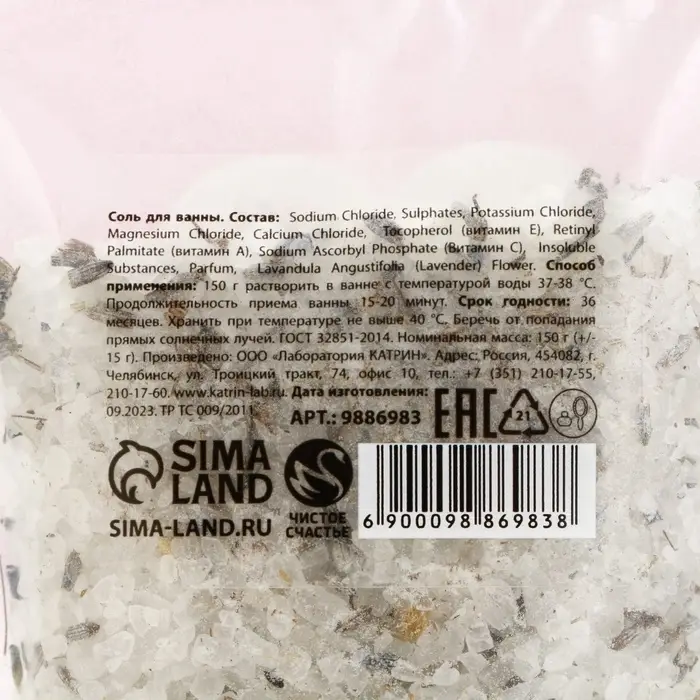 Соль для ванны. Состав: Sodium Chloride, Sulphates, Potassium Chloride,
Magnesium Chloride, Calcium Chloride, Tocopherol (витамин Е), Retinyl
Palmitate (витамин А), Sodium Ascorbyl Phosphate (Витамин С), Insoluble
Substances, Parfum, Lavandula Angustifolia (Lavender) Flower. Способ
применения: 150 г растворить в ванне с температурой воды 37-38 °С.
Продолжительность приема ванны 15-20 минут. Срок годности: 36
месяцев. Хранить при температуре не выше 40 °С. Беречь от попадания
прямых солнечных лучей. ГОСТ 32851-2014. Номинальная масса: 150 г (+/-
15 г). Произведено: ООО «Лаборатория КАТРИН». Адрес: Россия, 454082, г.
Челябинск, ул. Троицкий тракт, 74, офис 10, тел.: +7 (351) 210-17-55,
210-17-60. www.katrin-lab.ru. Дата изготовления:
09.2023. ТР ТС 009/2011
АРТ.: 9886983
EAC
21
SIMA
LAND
SIMA-LAND.RU
ЧИСТОЕ
СЧАСТЬЕ
6 900098 869838